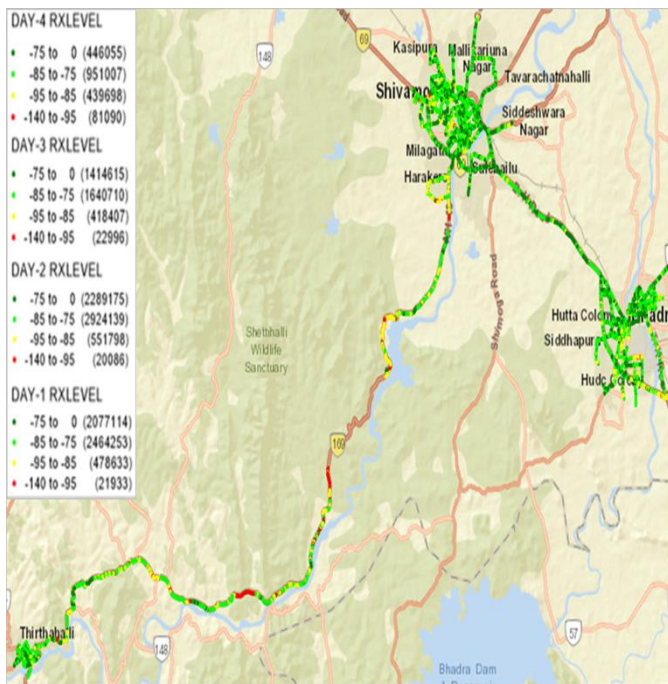 DAY-4 RXLEVEL
-75 to 0 (446055)
-85 to -75 (951007)
-95 to -85 (439698)
-140 to -95 (81090)
DAY-3 RXLEVEL
-75 to 0 (1414615)
-85 to -75 (1640710)
-95 to -85 (418407)
-140 to -95 (22996)
DAY-2 RXLEVEL
-75 to 0 (2289175)
-85 to -75 (2924139)
-95 to -85 (551798)
-140 to -95 (20086)
DAY-1 RXLEVEL
-75 to 0 (2077114)
-85 to -75 (2464253)
-95 to -85 (478633)
-140 to -95 (21933)
148
69
Kasipura
Mallikarjuna
Nagar
Tavarachatnahalli
Shivamo
Siddeshwara
Nagar
Milagat
Harakere
Shimoga Road
Hutta Colon
Siddhapur
Hudc Col
Shettihalli
Wildlife
Sanctuary
169
Thirthahalli
148
57
Bhadra Dam